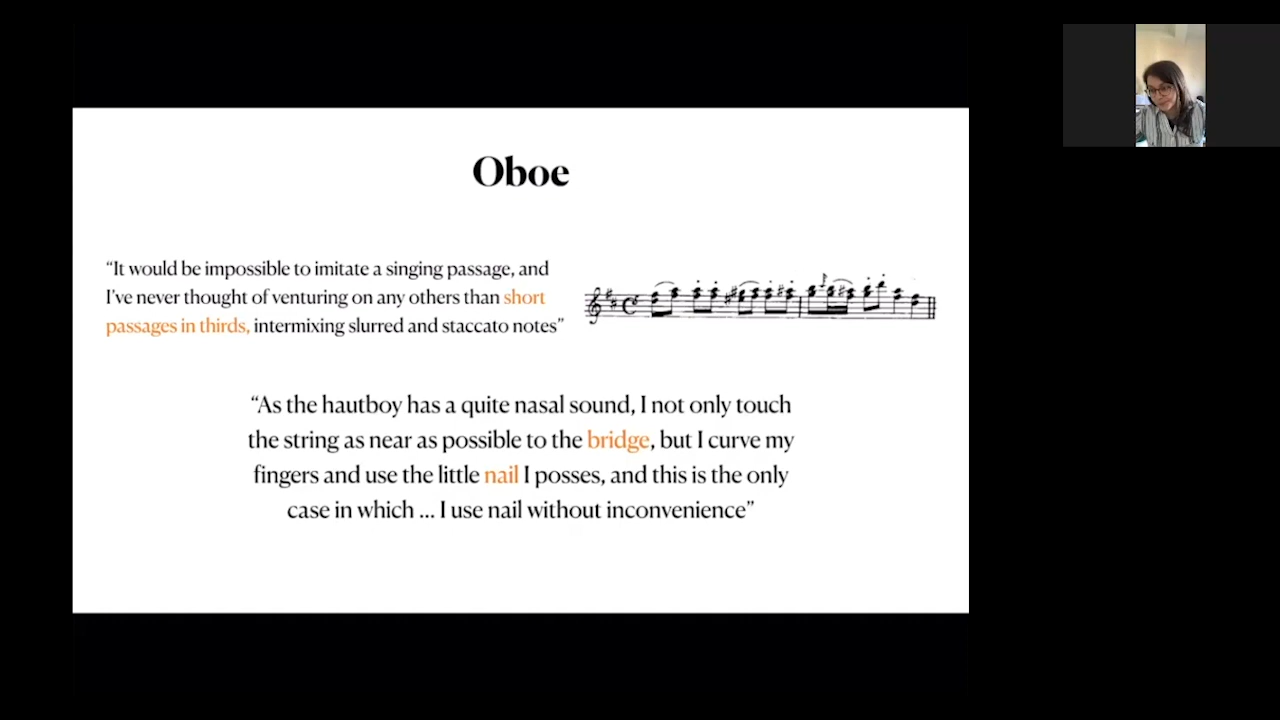 Oboe
“It would be impossible to imitate a singing passage, and
I’ve never thought of venturing on any others than short
passages in thirds, intermixing slurred and staccato notes”
“As the hautboy has a quite nasal sound, I not only touch
the string as near as possible to the bridge, but I curve my
fingers and use the little nail I posses, and this is the only
case in which ... I use nail without inconvenience”